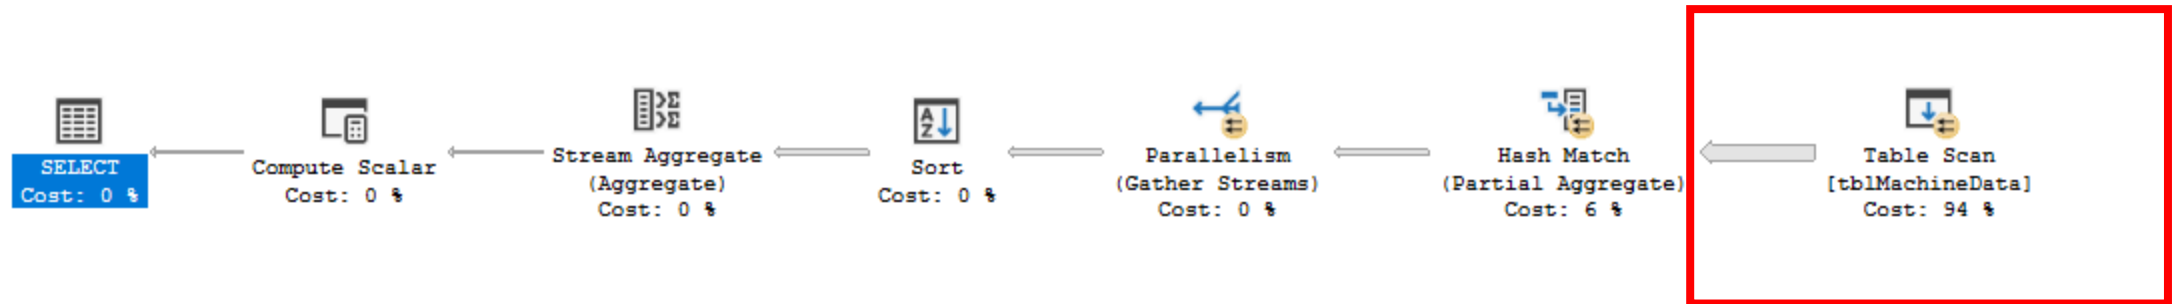 SELECT
Cost: 0 %
Compute Scalar
Cost: 0 %
Stream Aggregate
(Aggregate)
Cost: 0 %
Sort
Cost: 0 %
Parallelism
(Gather Streams)
Cost: 0 %
Hash Match
(Partial Aggregate)
Cost: 6 %
Table Scan
[tblMachineData]
Cost: 94 %